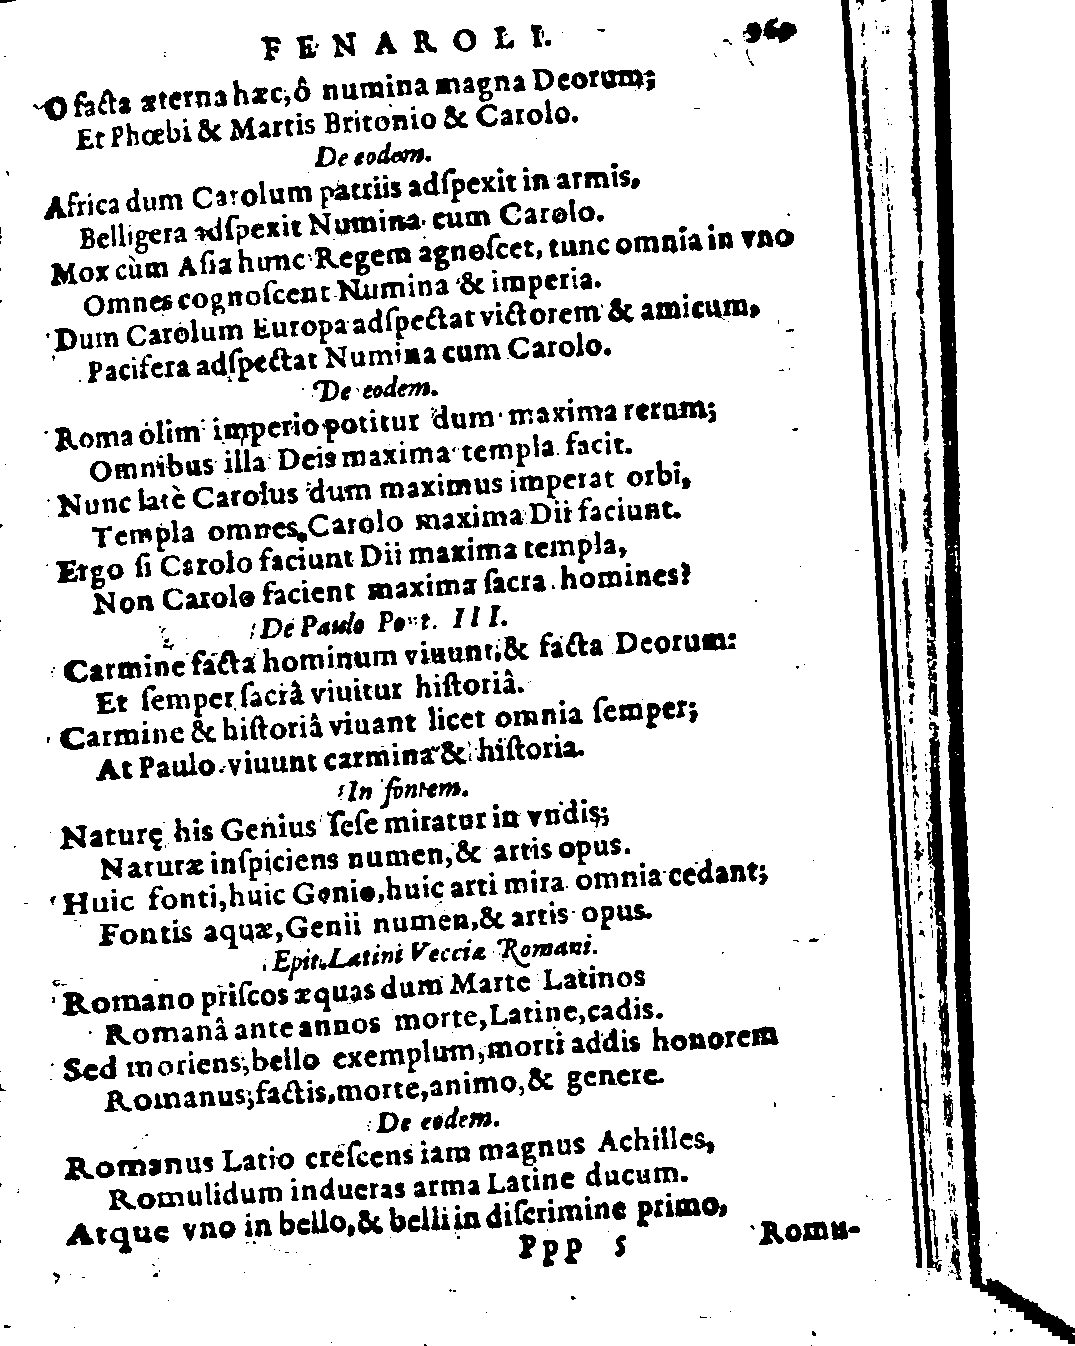 FENAROLI. 969
O facta æterna hæc, ô numina magna Deorum;
Et Phœbi & Martis Britonio & Carolo.
De eodem.
Africa dum Carolum patriis adſpexit in armis,
Belligera adſpexit Numina cum Carolo.
Mox cùm Aſia hunc Regem agnoſcet, tunc omnia in vno
Omnes cognoſcent Numina & imperia.
Dum Carolum Europa adſpectat victorem & amicum,
Pacifera adſpectat Numina cum Carolo.
De eodem.
Roma olim imperio potitur dum maxima rerum;
Omnibus illa Deis maxima templa facit.
Nunc latè Carolus dum maximus imperat orbi,
Templa omnes, Carolo maxima Dii faciunt.
Ergo ſi Carolo faciunt Dii maxima templa,
Non Carolo facient maxima ſacra homines?
De Paulo Pont. III.
Carmine facta hominum viuunt, & facta Deorum:
Et ſemper ſacrâ viuitur hiſtoriâ.
Carmine & hiſtoriâ viuant licet omnia ſemper;
At Paulo viuunt carmina & hiſtoria.
In fontem.
Naturę his Genius ſeſe miratur in vndis;
Naturæ inſpiciens numen, & artis opus.
Huic fonti, huic Genio, huic arti mira omnia cedant;
Fontis aquæ, Genii numen, & artis opus.
Epit. Latini Vecciæ Romani.
Romano priſcos æquas dum Marte Latinos
Romanâ ante annos morte, Latine, cadis.
Sed moriens, bello exemplum, morti addis honorem
Romanus; factis, morte, animo, & genere.
De eodem.
Romanus Latio creſcens iam magnus Achilles,
Romulidum indueras arma Latine ducum.
Atque vno in bello, & belli in diſcrimine primo,
Ppp 5 Romu-